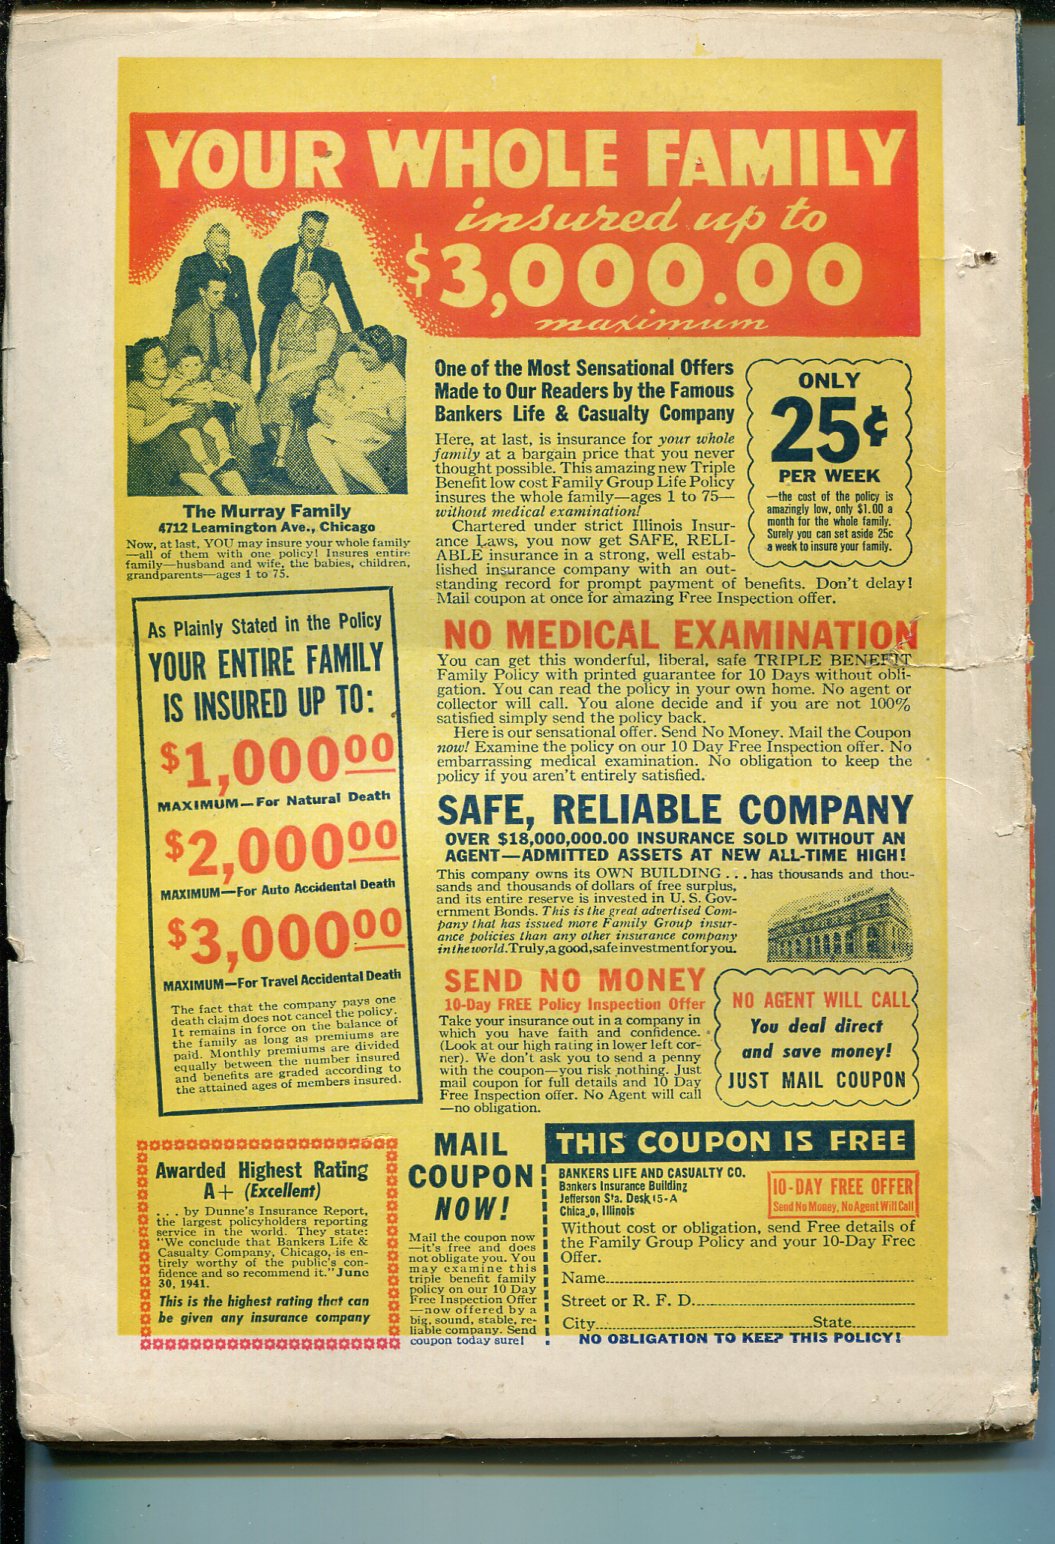 YOUR WHOLE FAMILY
insured up to
$3,000.00
maximum
The Murray Family
4712 Leamington Ave., Chicago
Now, at last, YOU may insure your whole family
—all of them with one policy! Insures entire
family—husband and wife, the babies, children,
grandparents—ages 1 to 75.
One of the Most Sensational Offers
Made to Our Readers by the Famous
Bankers Life & Casualty Company
Here, at last, is insurance for your whole
family at a bargain price that you never
thought possible. This amazing new Triple
Benefit low cost Family Group Life Policy
insures the whole family—ages 1 to 75—
without medical examination!
Chartered under strict Illinois Insur-
ance Laws, you now get SAFE, RELI-
ABLE insurance in a strong, well estab-
lished insurance company with an out-
standing record for prompt payment of benefits. Don't delay!
Mail coupon at once for amazing Free Inspection offer.
ONLY
25¢
PER WEEK
—the cost of the policy is
amazingly low, only $1.00 a
month for the whole family.
Surely you can set aside 25c
a week to insure your family.
As Plainly Stated in the Policy
YOUR ENTIRE FAMILY
IS INSURED UP TO:
$1,000.00
MAXIMUM—For Natural Death
$2,000.00
MAXIMUM—For Auto Accidental Death
$3,000.00
MAXIMUM—For Travel Accidental Death
The fact that the company pays one
death claim does not cancel the policy.
It remains in force on the balance of
the family as long as premiums are
paid. Monthly premiums are divided
equally between the number insured
and benefits are graded according to
the attained ages of members insured.
NO MEDICAL EXAMINATION
You can get this wonderful, liberal, safe TRIPLE BENEFIT
Family Policy with printed guarantee for 10 Days without obli-
gation. You can read the policy in your own home. No agent or
collector will call. You alone decide and if you are not 100%
satisfied simply send the policy back.
Here is our sensational offer. Send No Money. Mail the Coupon
now! Examine the policy on our 10 Day Free Inspection offer. No
embarrassing medical examination. No obligation to keep the
policy if you aren't entirely satisfied.
SAFE, RELIABLE COMPANY
OVER $18,000,000.00 INSURANCE SOLD WITHOUT AN
AGENT—ADMITTED ASSETS AT NEW ALL-TIME HIGH!
This company owns its OWN BUILDING . . . has thousands and thou-
sands and thousands of dollars of free surplus,
and its entire reserve is invested in U. S. Gov-
ernment Bonds. This is the great advertised Com-
pany that has issued more Family Group insur-
ance policies than any other insurance company
in the world. Truly, a good, safe investment for you.
SEND NO MONEY
10-Day FREE Policy Inspection Offer
Take your insurance out in a company in
which you have faith and confidence.
(Look at our high rating in lower left cor-
ner). We don't ask you to send a penny
with the coupon—you risk nothing. Just
mail coupon for full details and 10 Day
Free Inspection offer. No Agent will call
—no obligation.
NO AGENT WILL CALL
You deal direct
and save money!
JUST MAIL COUPON
Awarded Highest Rating
A+ (Excellent)
. . . by Dunne's Insurance Report,
the largest policyholders reporting
service in the world. They state:
"We conclude that Bankers Life &
Casualty Company, Chicago, is en-
tirely worthy of the public's con-
fidence and so recommend it." June
30, 1941.
This is the highest rating that can
be given any insurance company
MAIL
COUPON
NOW!
Mail the coupon now
—it's free and does
not obligate you. You
may examine this
triple benefit family
policy on our 10 Day
Free Inspection Offer
—now offered by a
big, sound, stable, re-
liable company. Send
coupon today sure!
THIS COUPON IS FREE
BANKERS LIFE AND CASUALTY CO.
Bankers Insurance Building
Jefferson Sta. Desk 15-A
Chicago, Illinois
10-DAY FREE OFFER
Send No Money, No Agent Will Call
Without cost or obligation, send Free details of
the Family Group Policy and your 10-Day Free
Offer.
Name
Street or R. F. D.
City State
NO OBLIGATION TO KEEP THIS POLICY!